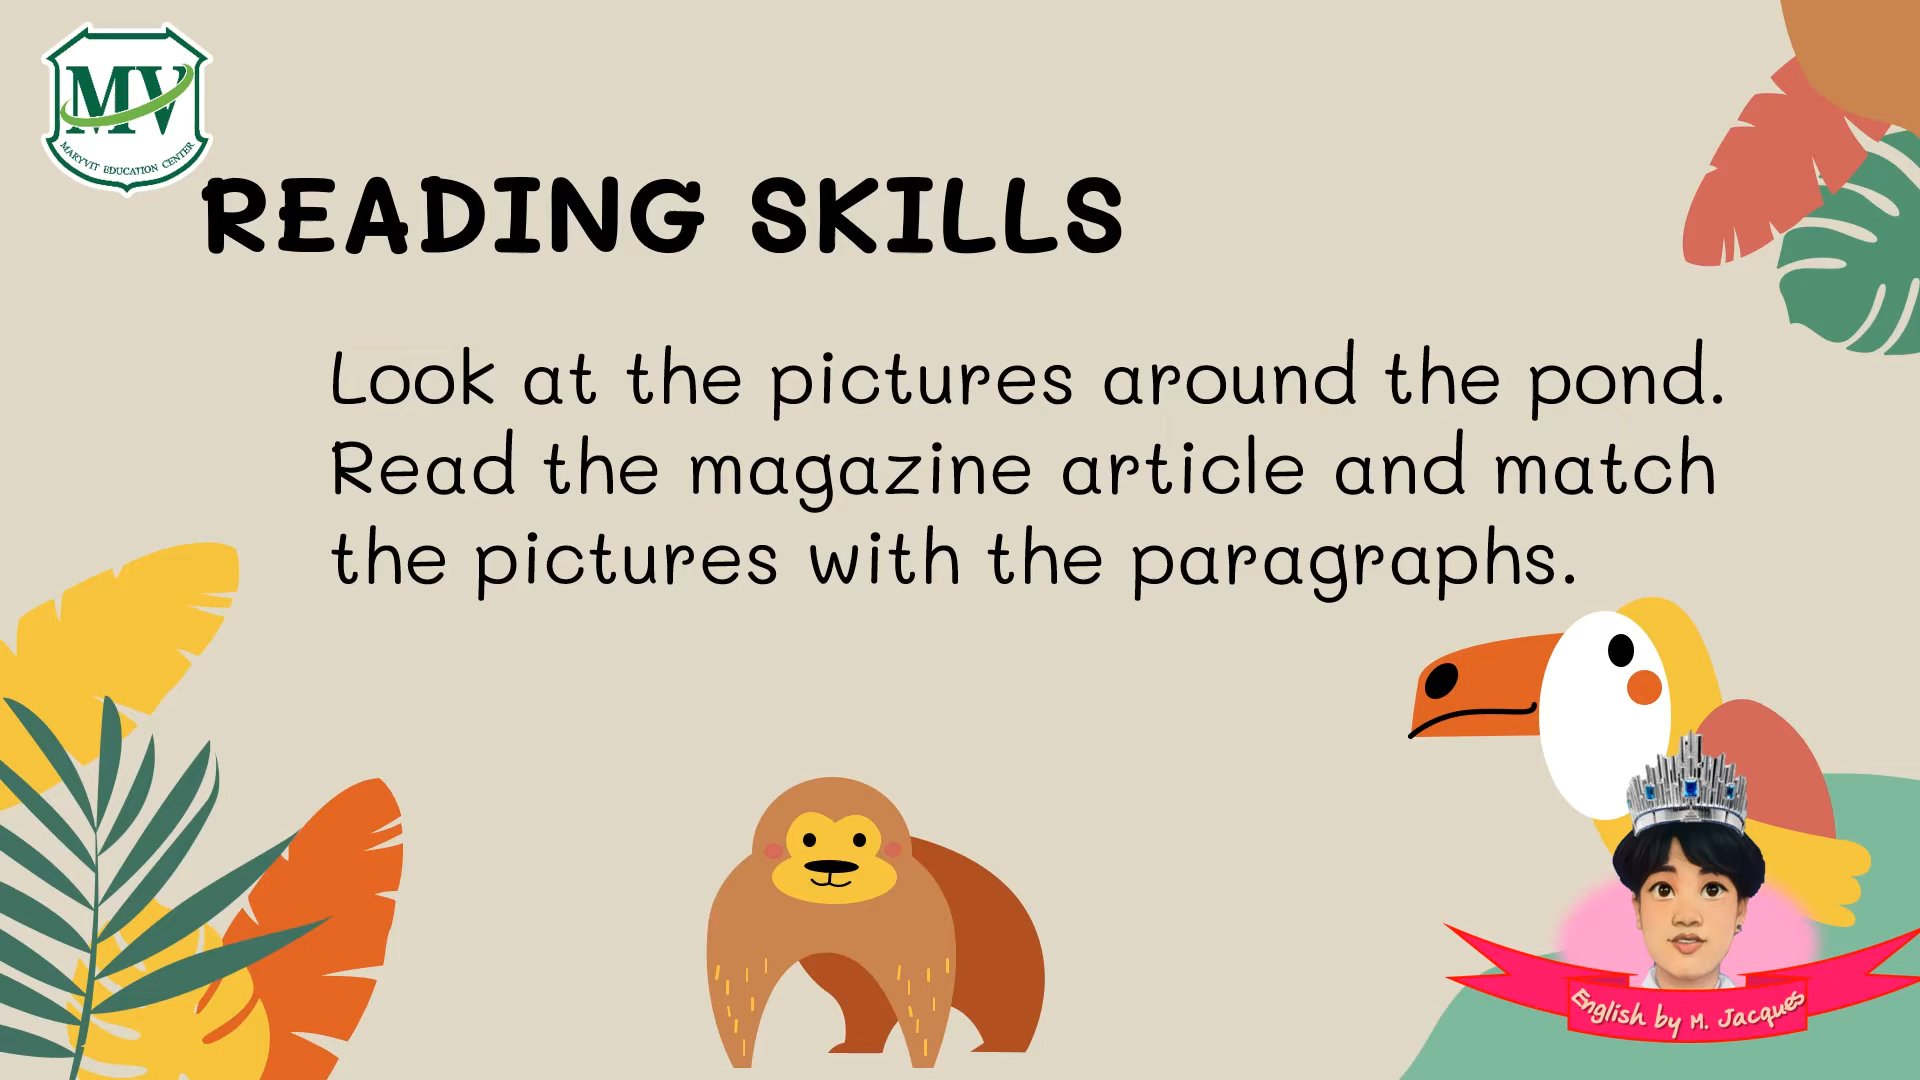 MV
MARYVIT EDUCATION CENTER
READING SKILLS
Look at the pictures around the pond.
Read the magazine article and match
the pictures with the paragraphs.
English by M. Jacques